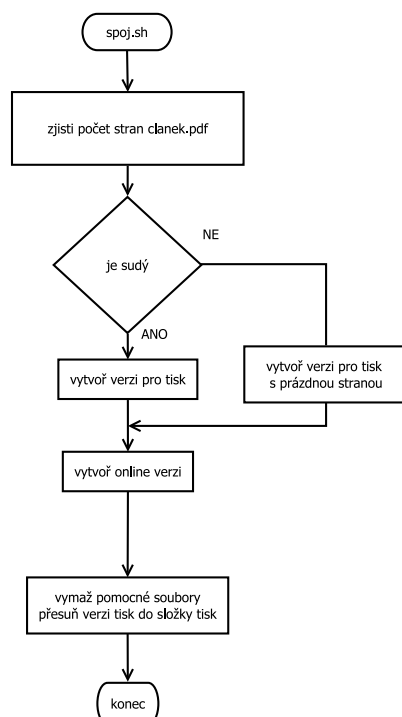 spoj.sh
zjisti počet stran clanek.pdf
NE
je sudý
ANO
vytvoř verzi pro tisk
vytvoř verzi pro tisk
s prázdnou stranou
vytvoř online verzi
vymaž pomocné soubory
přesuň verzi tisk do složky tisk
konec